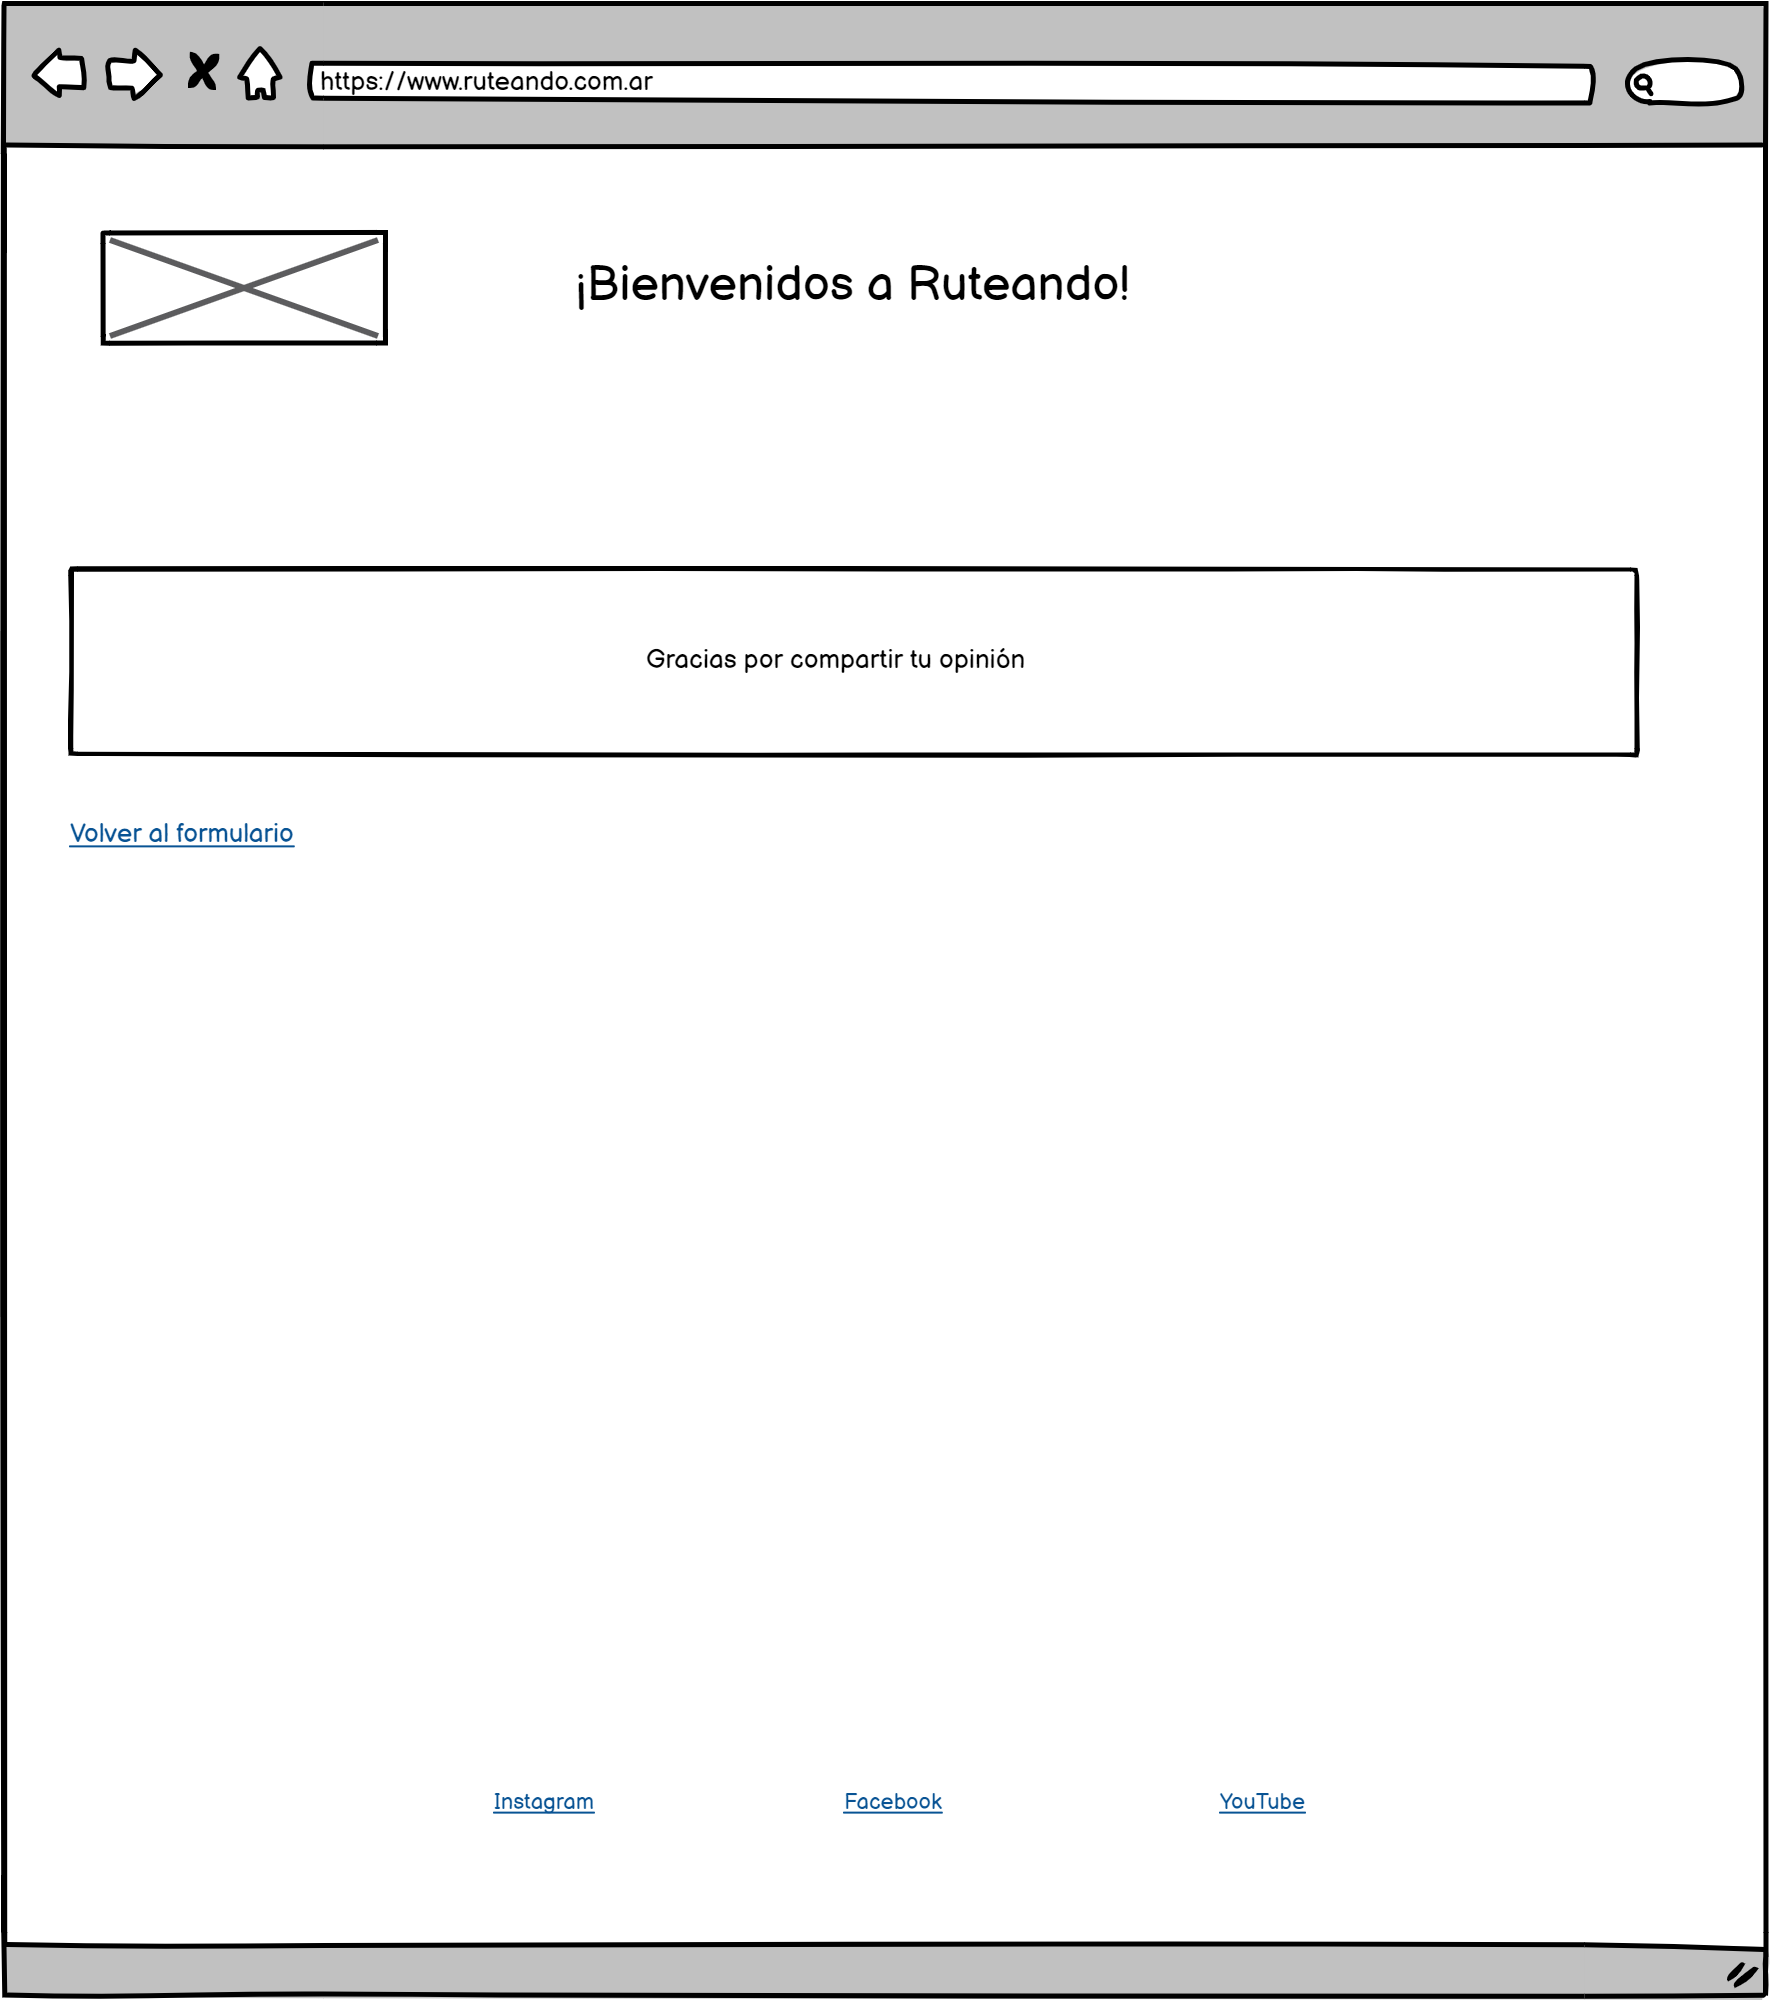 https://www.ruteando.com.ar
¡Bienvenidos a Ruteando!
Gracias por compartir tu opinión
Volver al formulario
Instagram
Facebook
YouTube